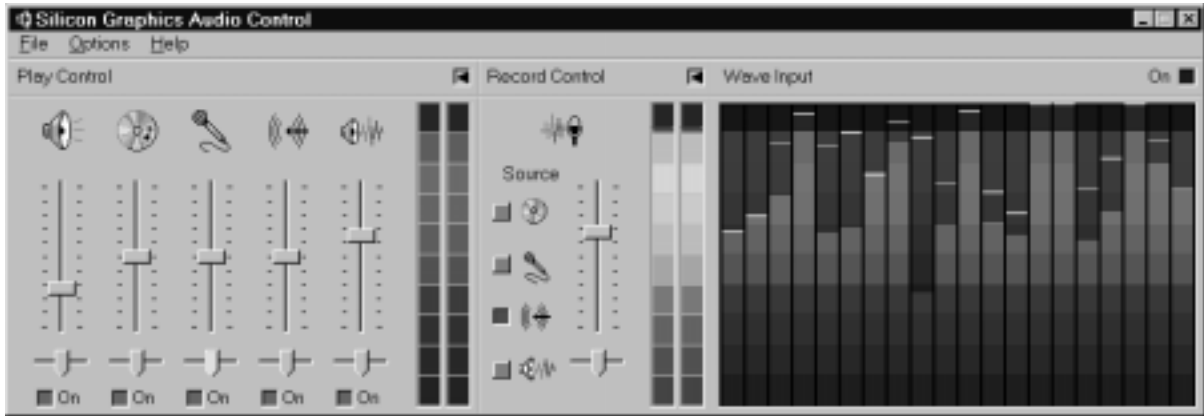 Silicon Graphics Audio Control
File Options Help
Play Control
Record Control
Wave Input
On
Source
On
On
On
On
On